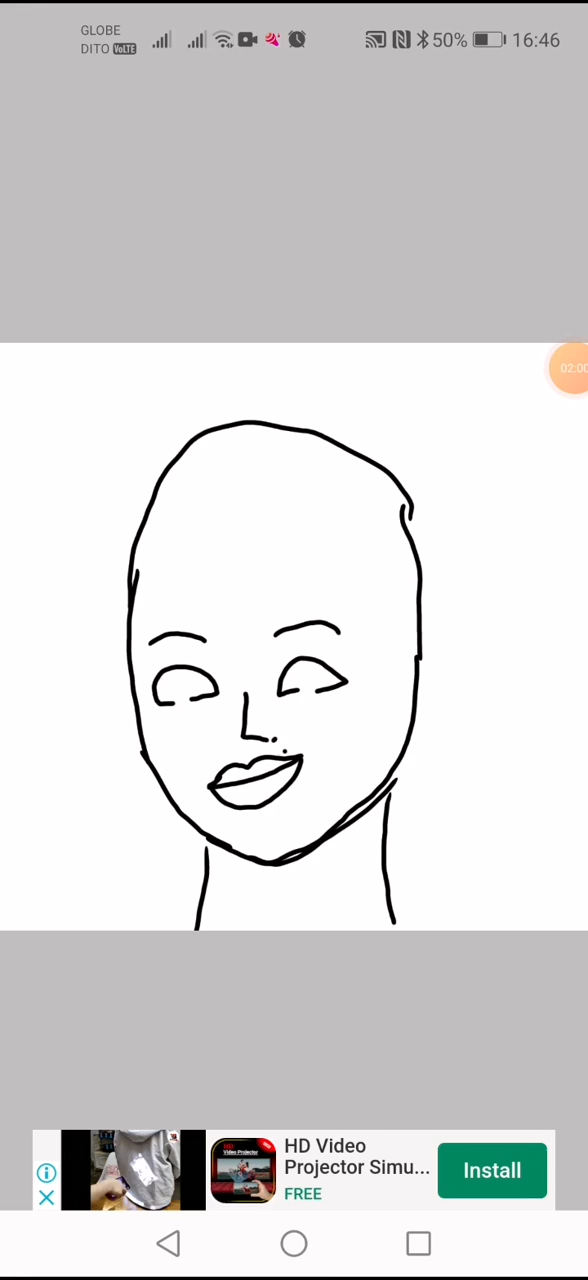 GLOBE
DITO VoLTE
50% 16:46
02:00
HD Video
Projector Simu...
FREE
Install